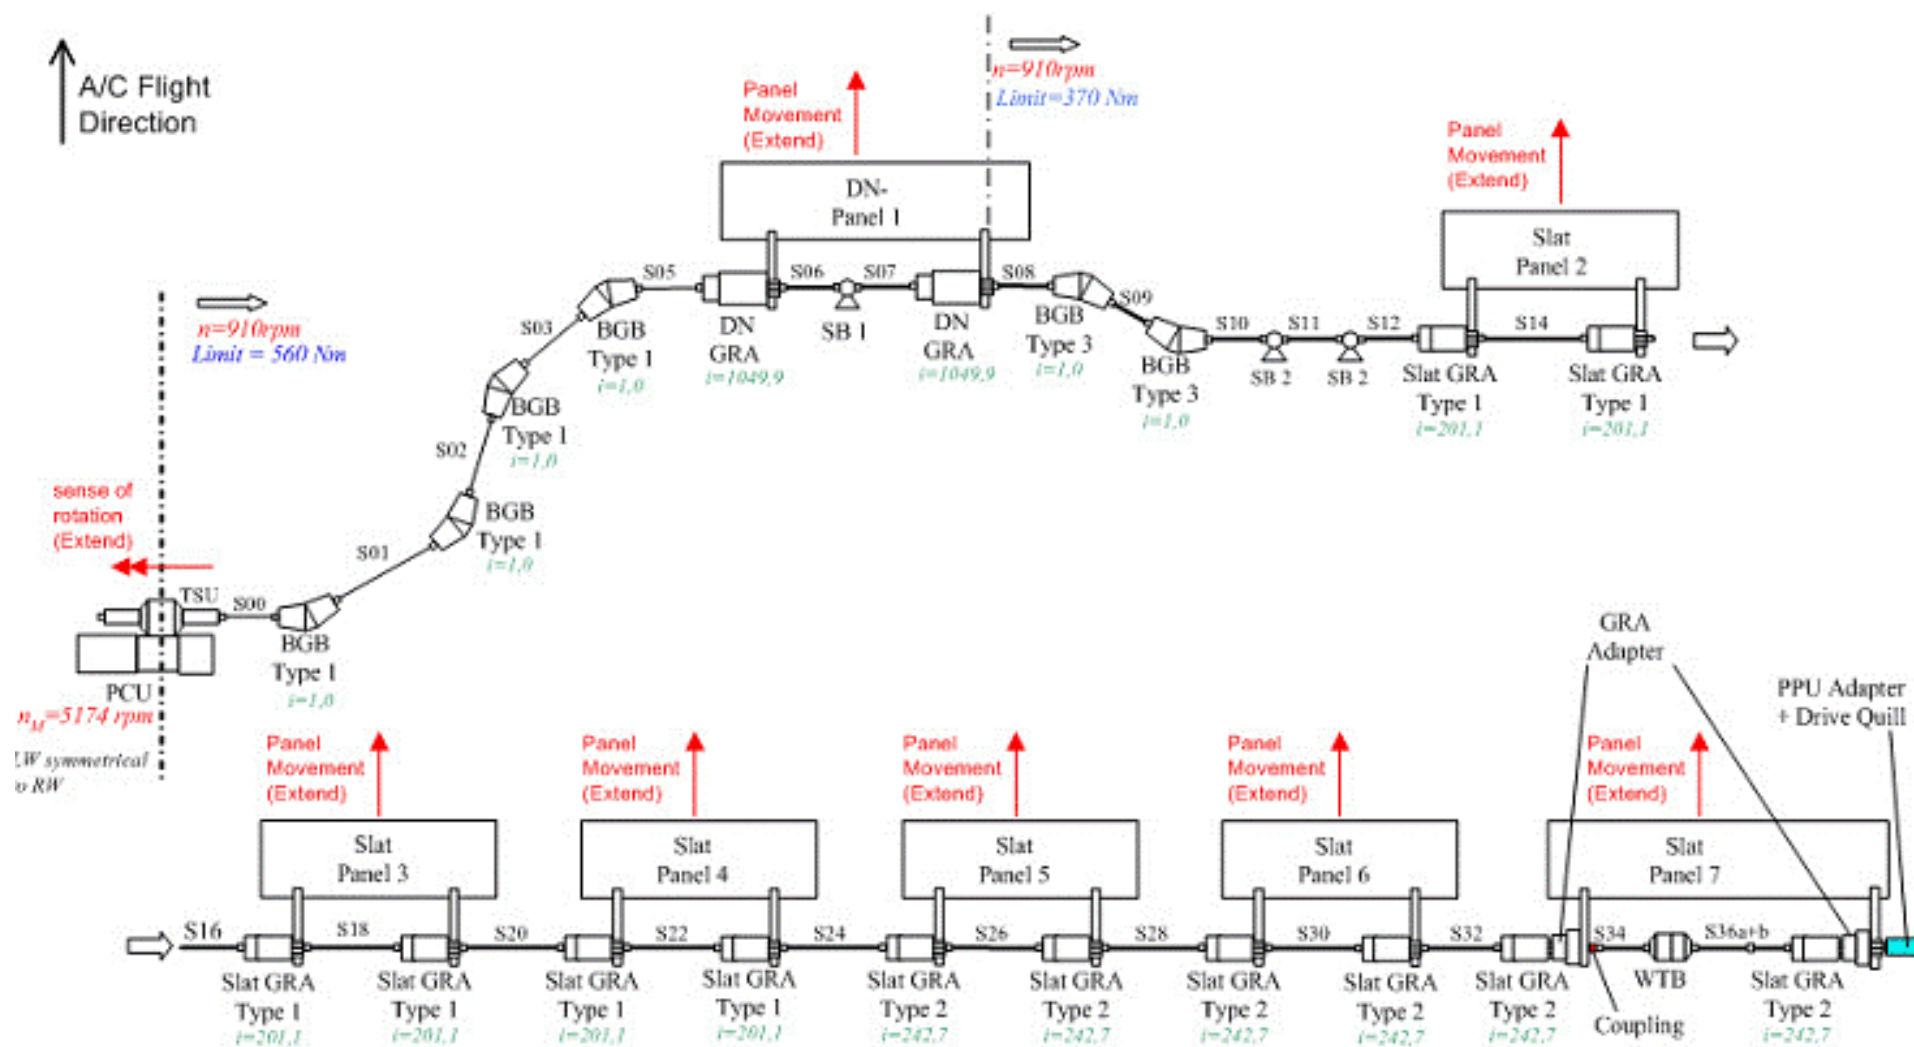 A/C Flight
Direction
n=910rpm
Limit=370 Nm
Panel
Movement
(Extend)
DN-
Panel 1
Panel
Movement
(Extend)
Slat
Panel 2
n=910rpm
Limit = 560 Nm
S05
S06
S07
S08
S09
S03
S10
S11
S12
S14
BGB
Type 1
i=1,0
DN
GRA
i=1049,9
SB 1
DN
GRA
i=1049,9
BGB
Type 3
i=1,0
BGB
Type 3
i=1,0
SB 2
SB 2
Slat GRA
Type 1
i=201,1
Slat GRA
Type 1
i=201,1
BGB
Type 1
i=1,0
S02
BGB
Type 1
i=1,0
S01
sense of
rotation
(Extend)
TSU
S00
BGB
Type 1
i=1,0
PCU
nM=5174 rpm
LW symmetrical
o RW
GRA
Adapter
PPU Adapter
+ Drive Quill
Panel
Movement
(Extend)
Panel
Movement
(Extend)
Panel
Movement
(Extend)
Panel
Movement
(Extend)
Panel
Movement
(Extend)
Slat
Panel 3
Slat
Panel 4
Slat
Panel 5
Slat
Panel 6
Slat
Panel 7
S16
S18
S20
S22
S24
S26
S28
S30
S32
S34
S36a+b
Slat GRA
Type 1
i=201,1
Slat GRA
Type 1
i=201,1
Slat GRA
Type 1
i=201,1
Slat GRA
Type 1
i=201,1
Slat GRA
Type 2
i=242,7
Slat GRA
Type 2
i=242,7
Slat GRA
Type 2
i=242,7
Slat GRA
Type 2
i=242,7
Slat GRA
Type 2
i=242,7
Coupling
WTB
Slat GRA
Type 2
i=242,7